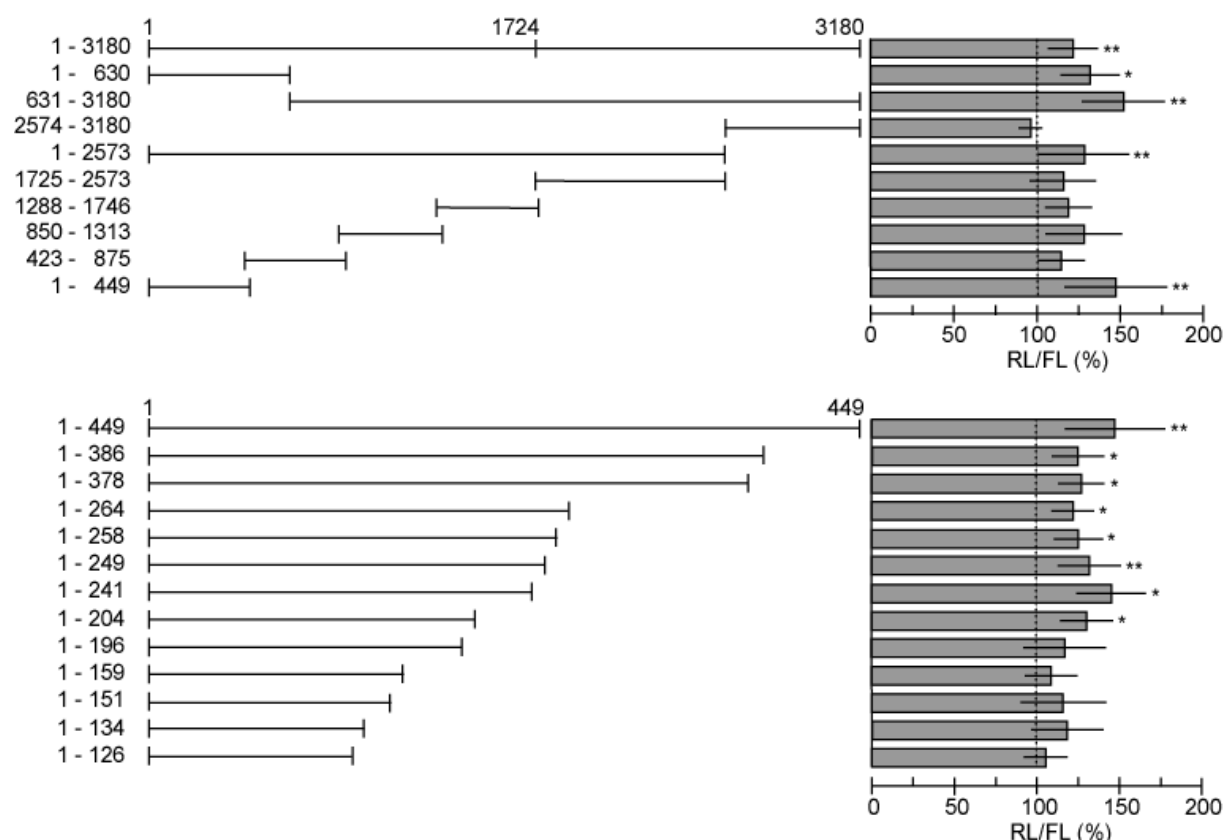 1 1724 3180
1 - 3180 **
1 - 630 *
631 - 3180 **
2574 - 3180
1 - 2573 **
1725 - 2573
1288 - 1746
850 - 1313
423 - 875
1 - 449 **
0 50 100 150 200
RL/FL (%)
1 449
1 - 449 **
1 - 386 *
1 - 378 *
1 - 264 *
1 - 258 *
1 - 249 **
1 - 241 *
1 - 204 *
1 - 196
1 - 159
1 - 151
1 - 134
1 - 126
0 50 100 150 200
RL/FL (%)